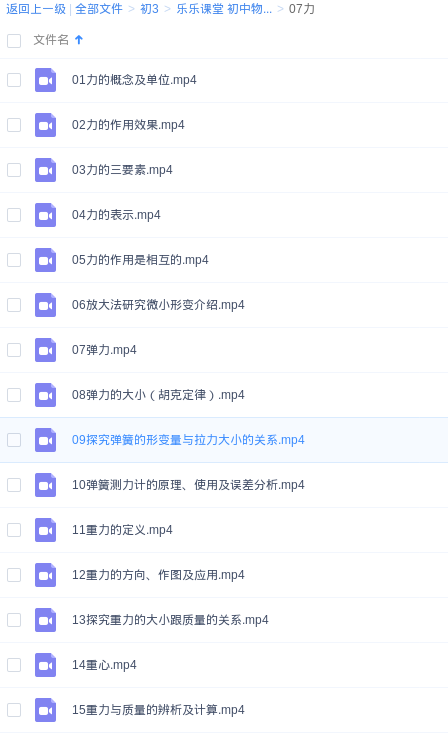 返回上一级 | 全部文件 > 初3 > 乐乐课堂 初中物... > 07力
文件名
01力的概念及单位.mp4
02力的作用效果.mp4
03力的三要素.mp4
04力的表示.mp4
05力的作用是相互的.mp4
06放大法研究微小形变介绍.mp4
07弹力.mp4
08弹力的大小（胡克定律）.mp4
09探究弹簧的形变量与拉力大小的关系.mp4
10弹簧测力计的原理、使用及误差分析.mp4
11重力的定义.mp4
12重力的方向、作图及应用.mp4
13探究重力的大小跟质量的关系.mp4
14重心.mp4
15重力与质量的辨析及计算.mp4